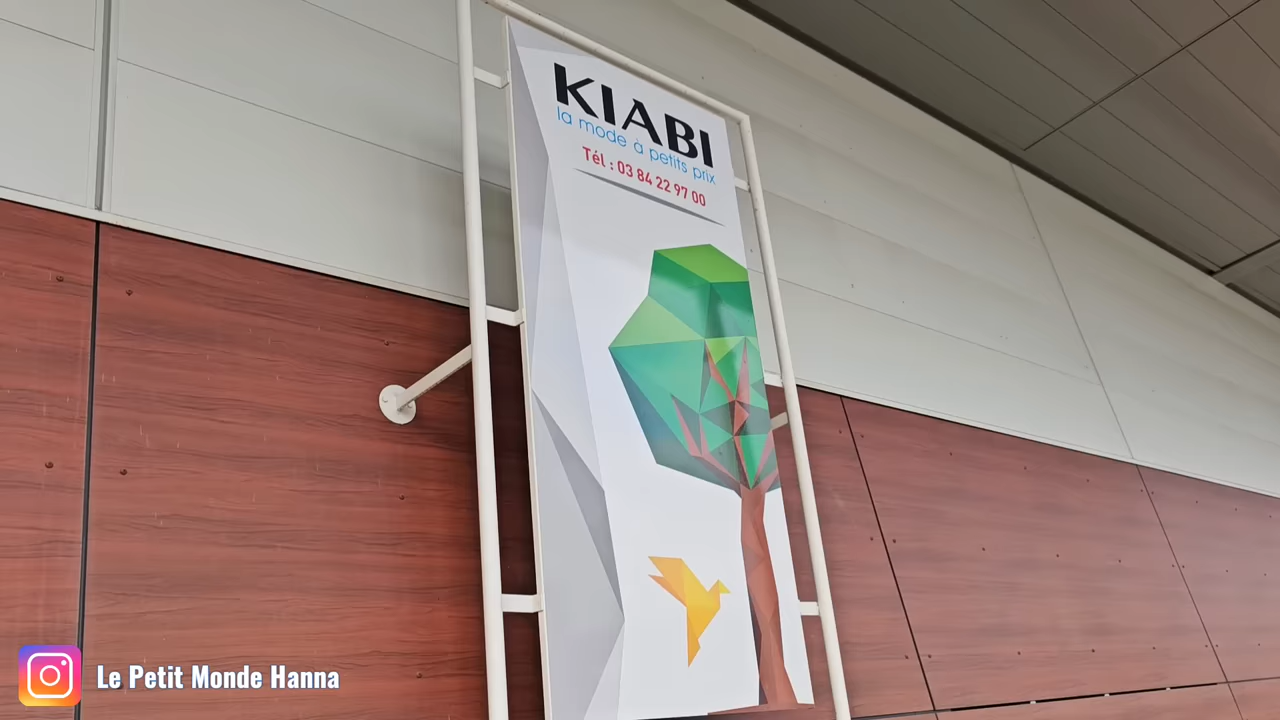 KIABI
la mode à petits prix
Tél : 03 84 22 97 00
Le Petit Monde Hanna